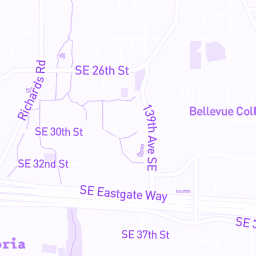 SE 26th St
Richards Rd
139th Ave SE
Bellevue Coll
SE 30th St
SE 32nd St
SE Eastgate Way
SE 3
oria
SE 37th St